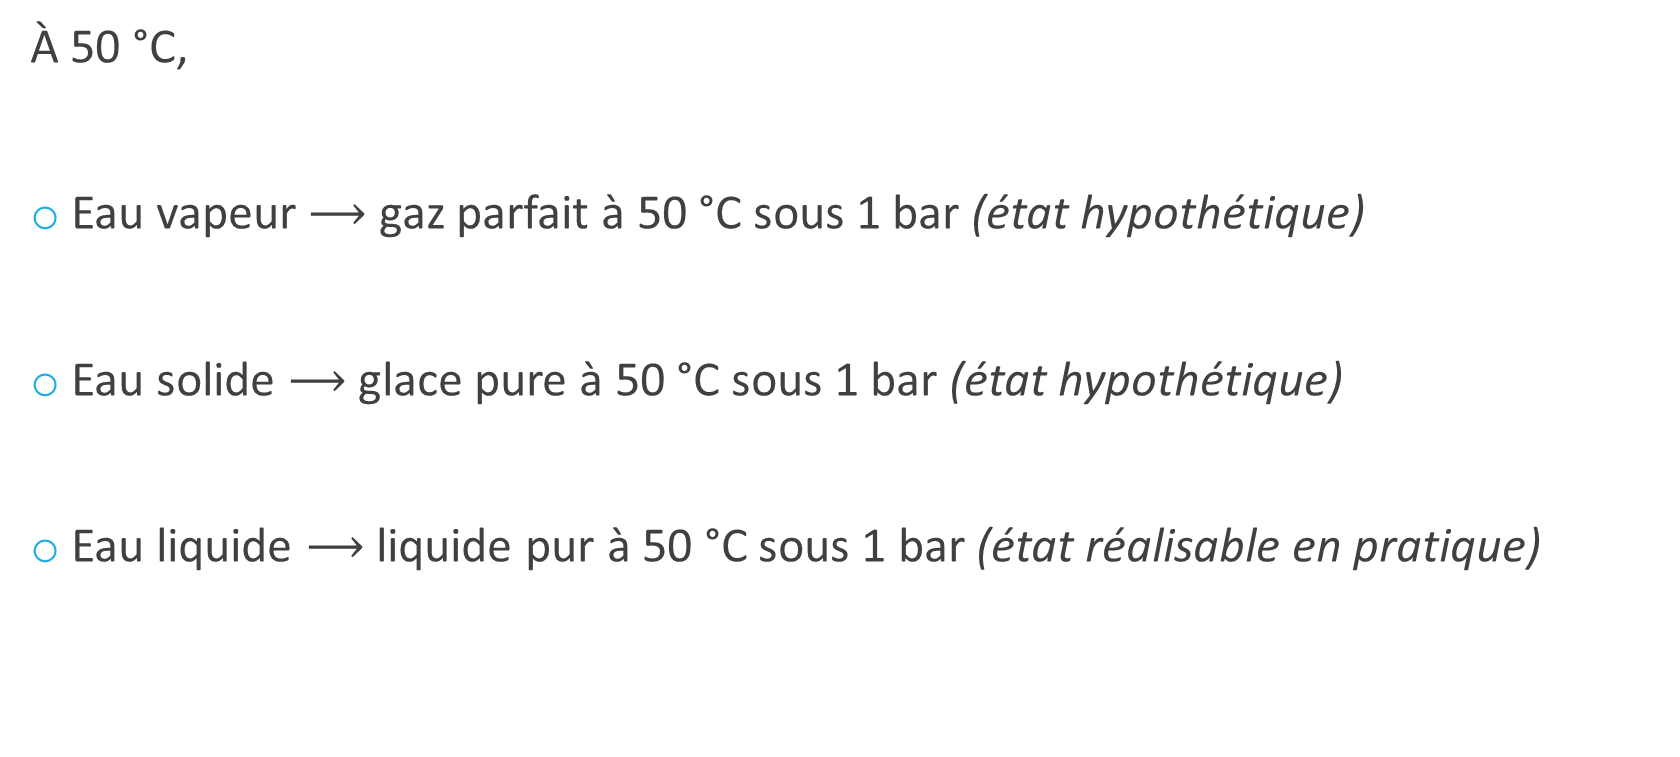 À 50 °C,
○ Eau vapeur ⟶ gaz parfait à 50 °C sous 1 bar (état hypothétique)
○ Eau solide ⟶ glace pure à 50 °C sous 1 bar (état hypothétique)
○ Eau liquide ⟶ liquide pur à 50 °C sous 1 bar (état réalisable en pratique)